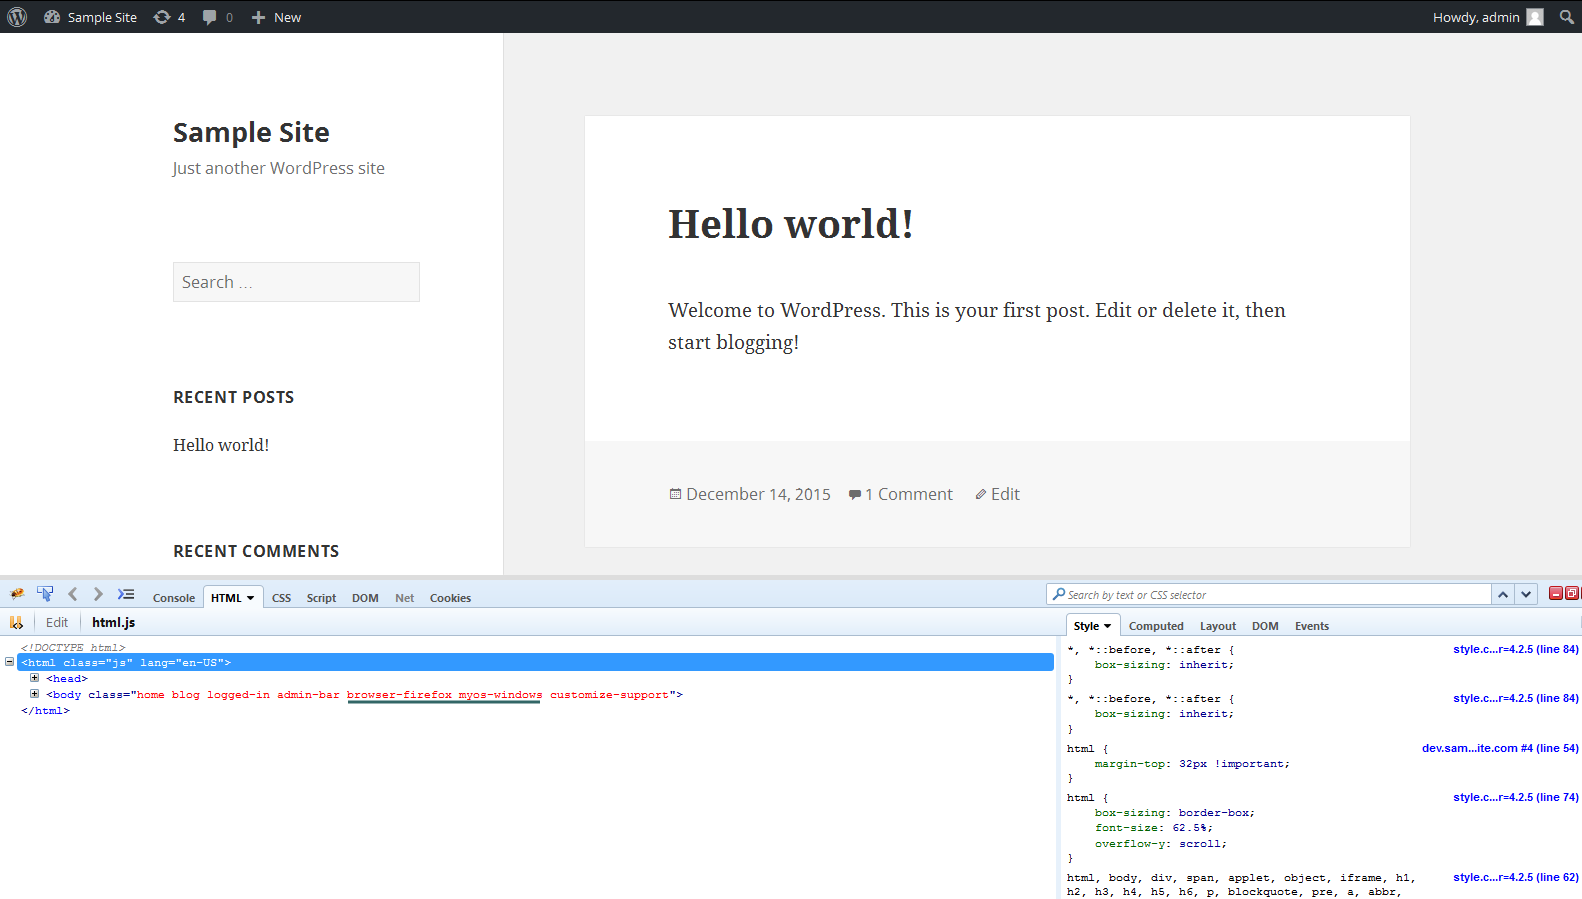 Sample Site 4 0 New Howdy, admin
Sample Site
Just another WordPress site
Search ...
RECENT POSTS
Hello world!
RECENT COMMENTS
Hello world!
Welcome to WordPress. This is your first post. Edit or delete it, then
start blogging!
December 14, 2015 1 Comment Edit
Console HTML CSS Script DOM Net Cookies
Search by text or CSS selector
Edit html.js
<!DOCTYPE html>
<html class="js" lang="en-US">
<head>
<body class="home blog logged-in admin-bar browser-firefox myos-windows customize-support">
</html>
Style Computed Layout DOM Events
*, *::before, *::after { style.c...r=4.2.5 (line 84)
box-sizing: inherit;
}
*, *::before, *::after { style.c...r=4.2.5 (line 84)
box-sizing: inherit;
}
html { dev.sam...ite.com #4 (line 54)
margin-top: 32px !important;
}
html { style.c...r=4.2.5 (line 74)
box-sizing: border-box;
font-size: 62.5%;
overflow-y: scroll;
}
html, body, div, span, applet, object, iframe, h1, style.c...r=4.2.5 (line 62)
h2, h3, h4, h5, h6, p, blockquote, pre, a, abbr,